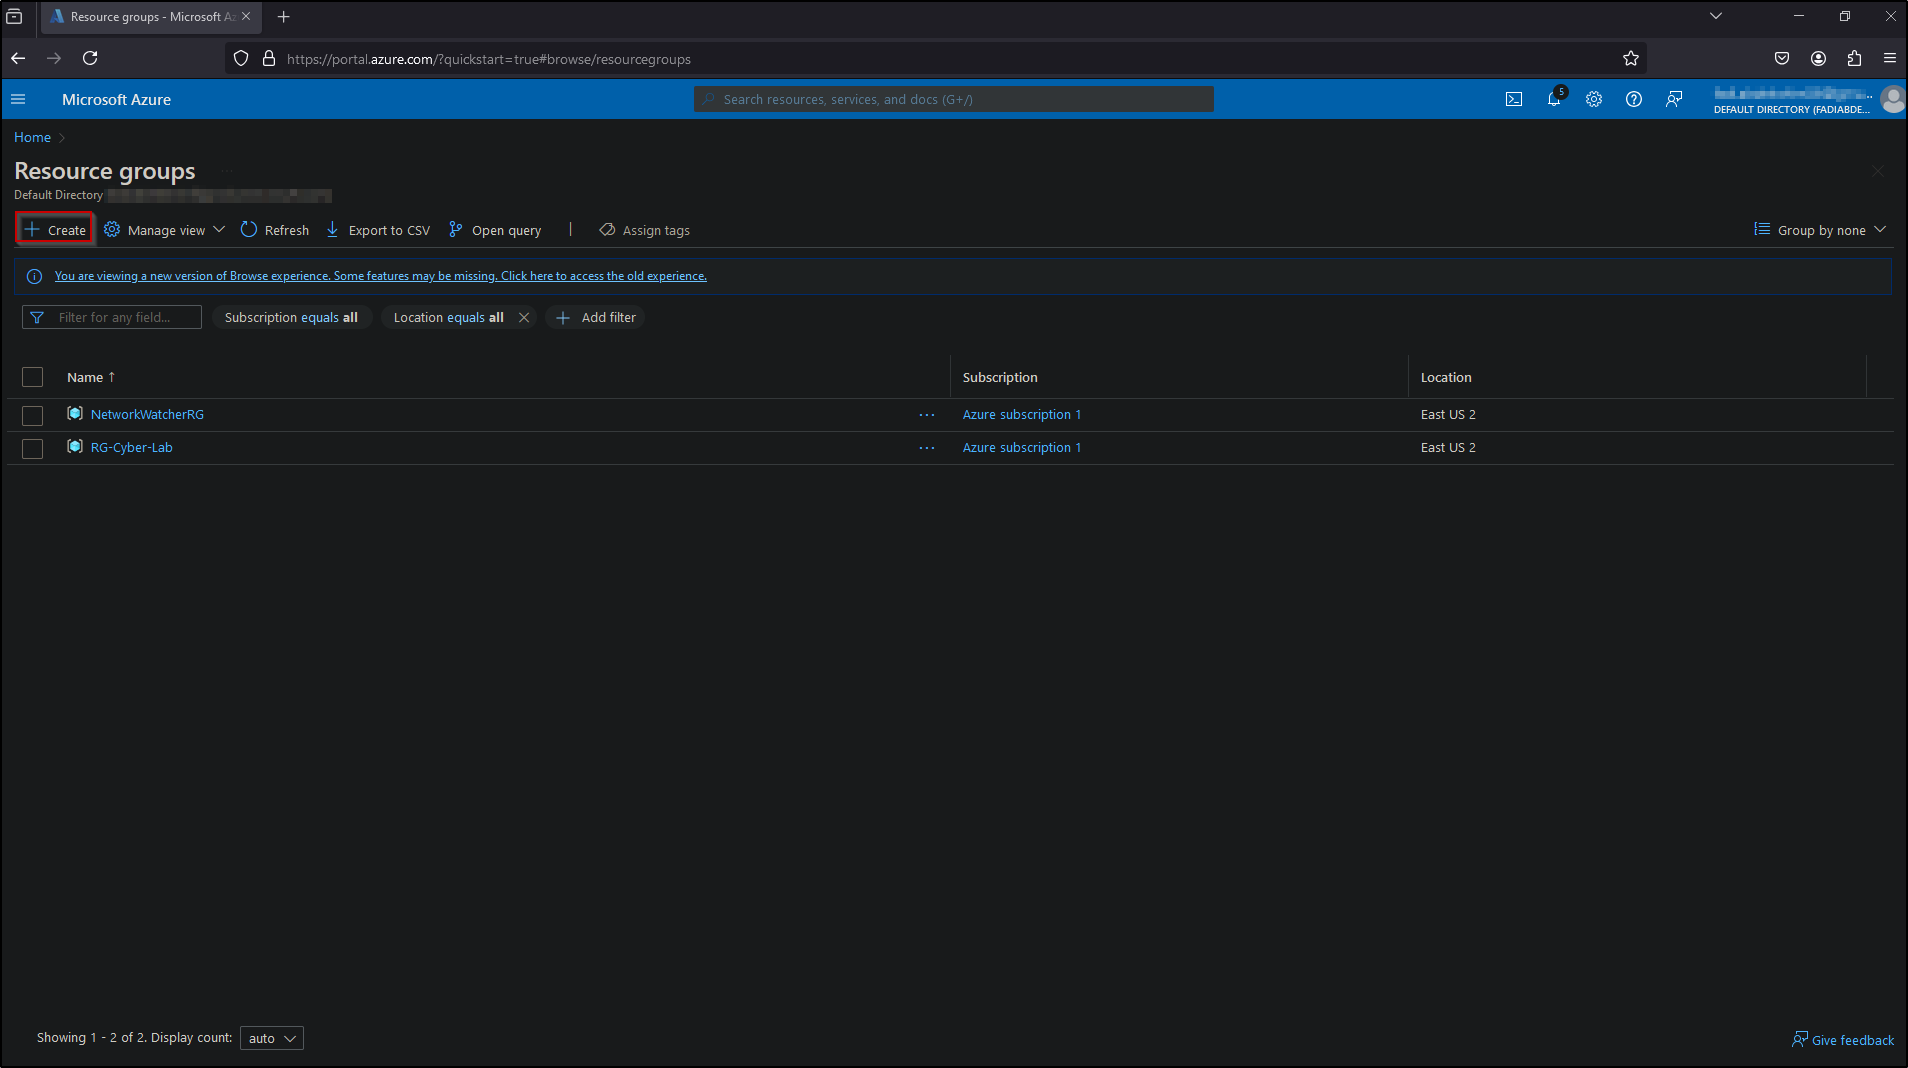 Resource groups - Microsoft Az
https://portal.azure.com/?quickstart=true#browse/resourcegroups
Microsoft Azure
Search resources, services, and docs (G+/)
5
DEFAULT DIRECTORY (FADIABDE...
Home
Resource groups
Default Directory
Create
Manage view
Refresh
Export to CSV
Open query
Assign tags
Group by none
You are viewing a new version of Browse experience. Some features may be missing. Click here to access the old experience.
Filter for any field...
Subscription equals all
Location equals all
Add filter
Name ↑
Subscription
Location
NetworkWatcherRG
Azure subscription 1
East US 2
RG-Cyber-Lab
Azure subscription 1
East US 2
Showing 1 - 2 of 2. Display count:
auto
Give feedback